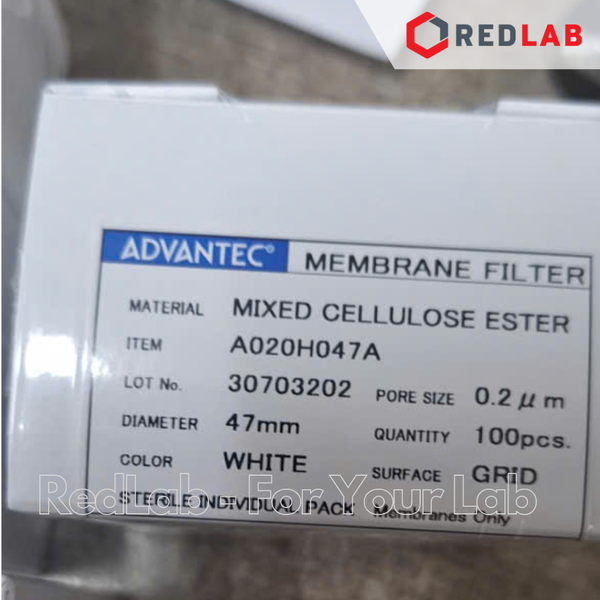 REDLAB
ADVANTEC® MEMBRANE FILTER
MATERIAL MIXED CELLULOSE ESTER
ITEM A020H047A
LOT No. 30703202 PORE SIZE 0.2 μm
DIAMETER 47mm QUANTITY 100pcs.
COLOR WHITE SURFACE GRID
RedLab - For Your Lab
STERILE INDIVIDUAL PACK Membranes Only